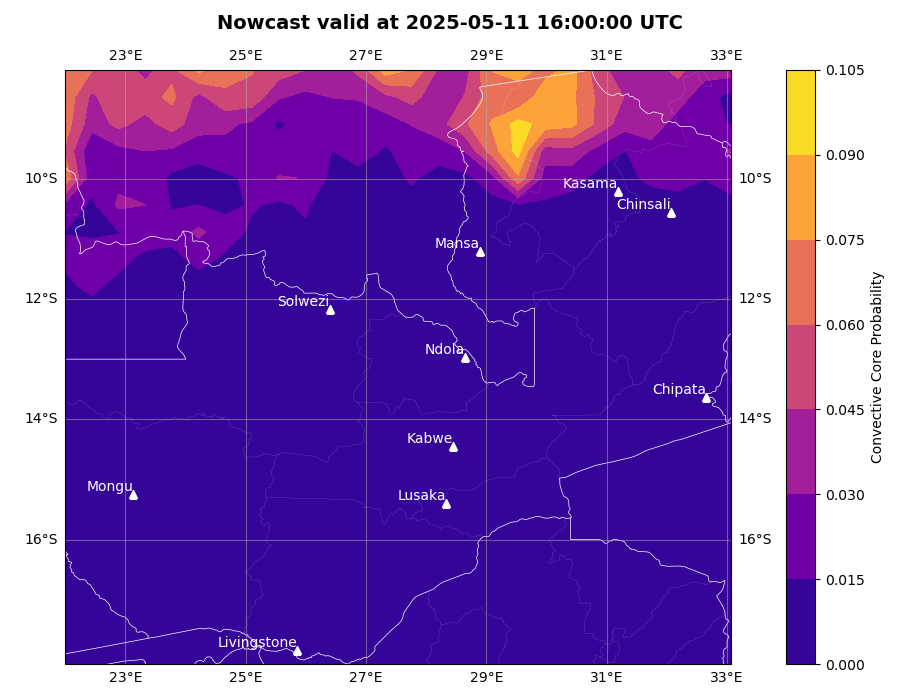 Nowcast valid at 2025-05-11 16:00:00 UTC
23°E 25°E 27°E 29°E 31°E 33°E
0.105
0.090
10°S Kasama 10°S
Chinsali
0.075
Mansa
12°S 12°S
Solwezi
0.060
Ndola
Chipata
0.045
14°S 14°S
Kabwe
Mongu
Lusaka
0.030
16°S 16°S
0.015
Livingstone
0.000
23°E 25°E 27°E 29°E 31°E 33°E
Convective Core Probability